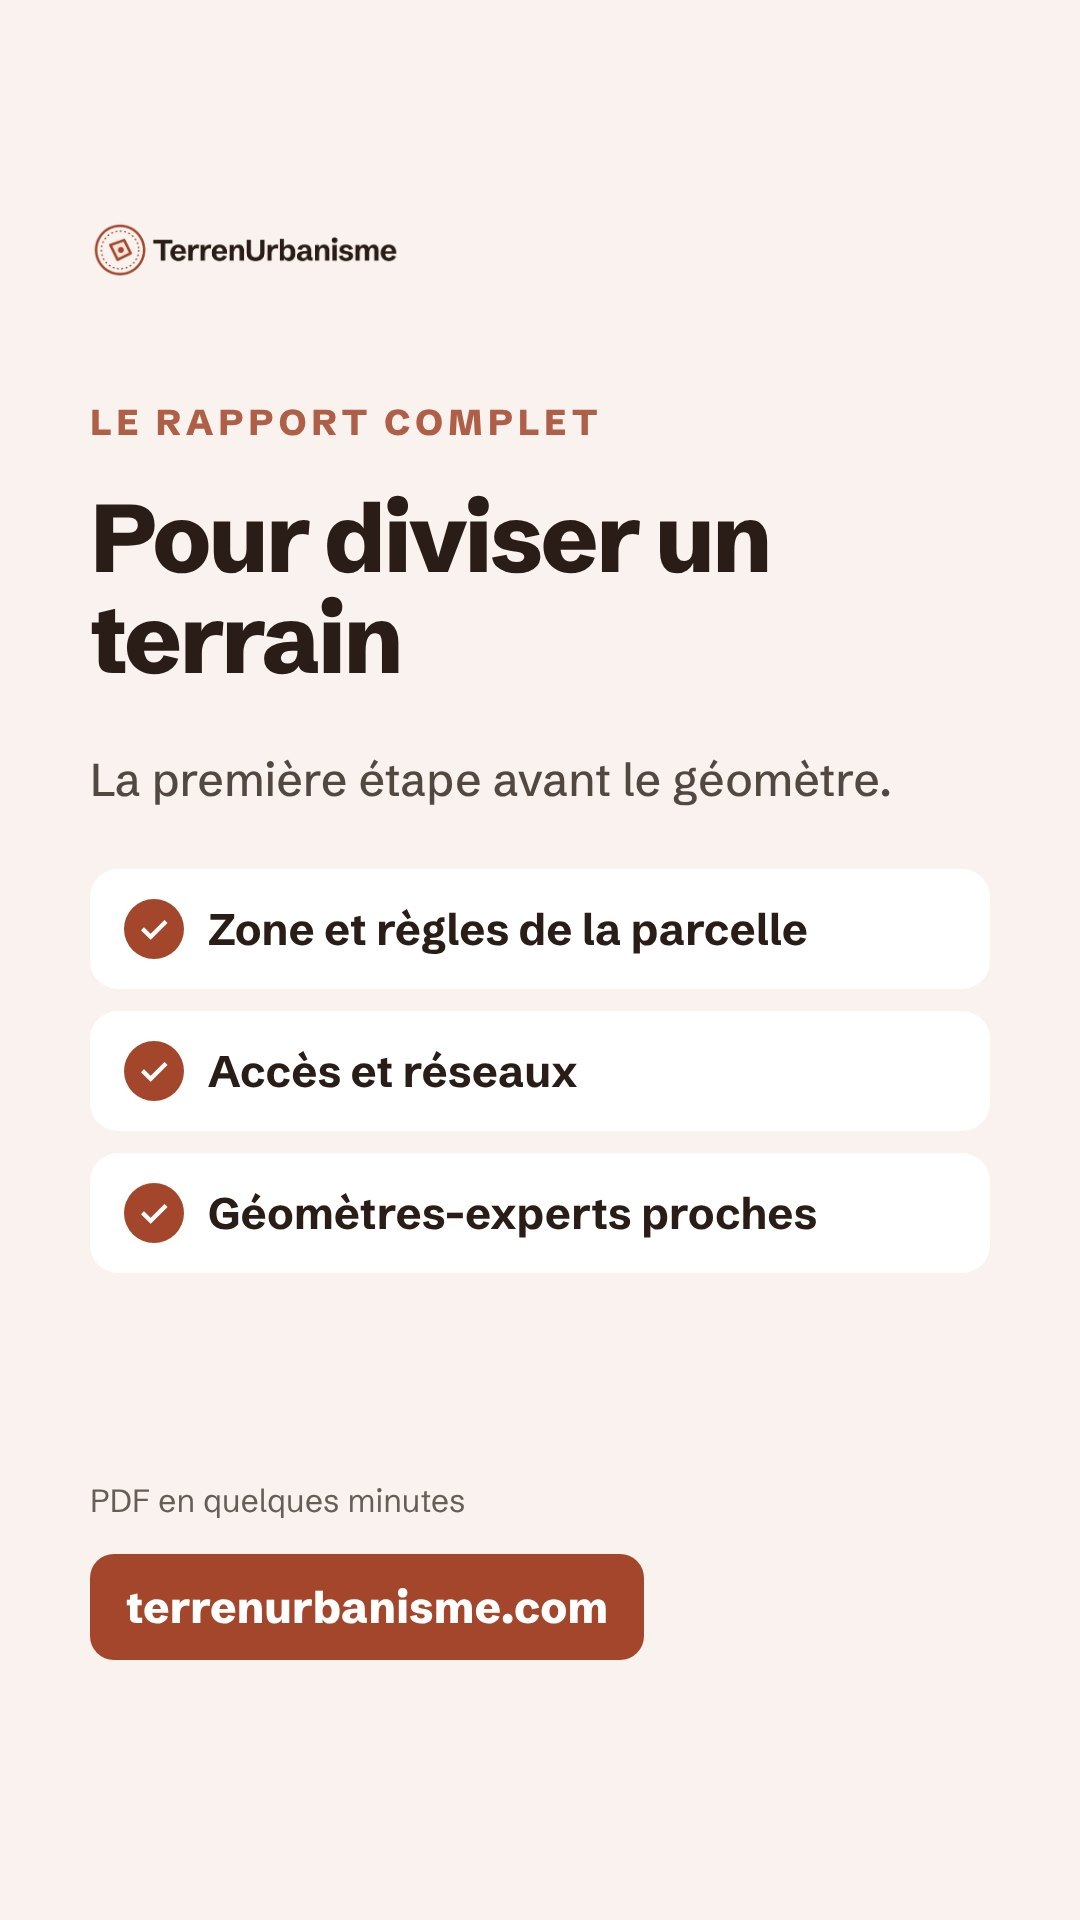 TerrenUrbanisme
LE RAPPORT COMPLET
Pour diviser un
terrain
La première étape avant le géomètre.
Zone et règles de la parcelle
Accès et réseaux
Géomètres-experts proches
PDF en quelques minutes
terrenurbanisme.com